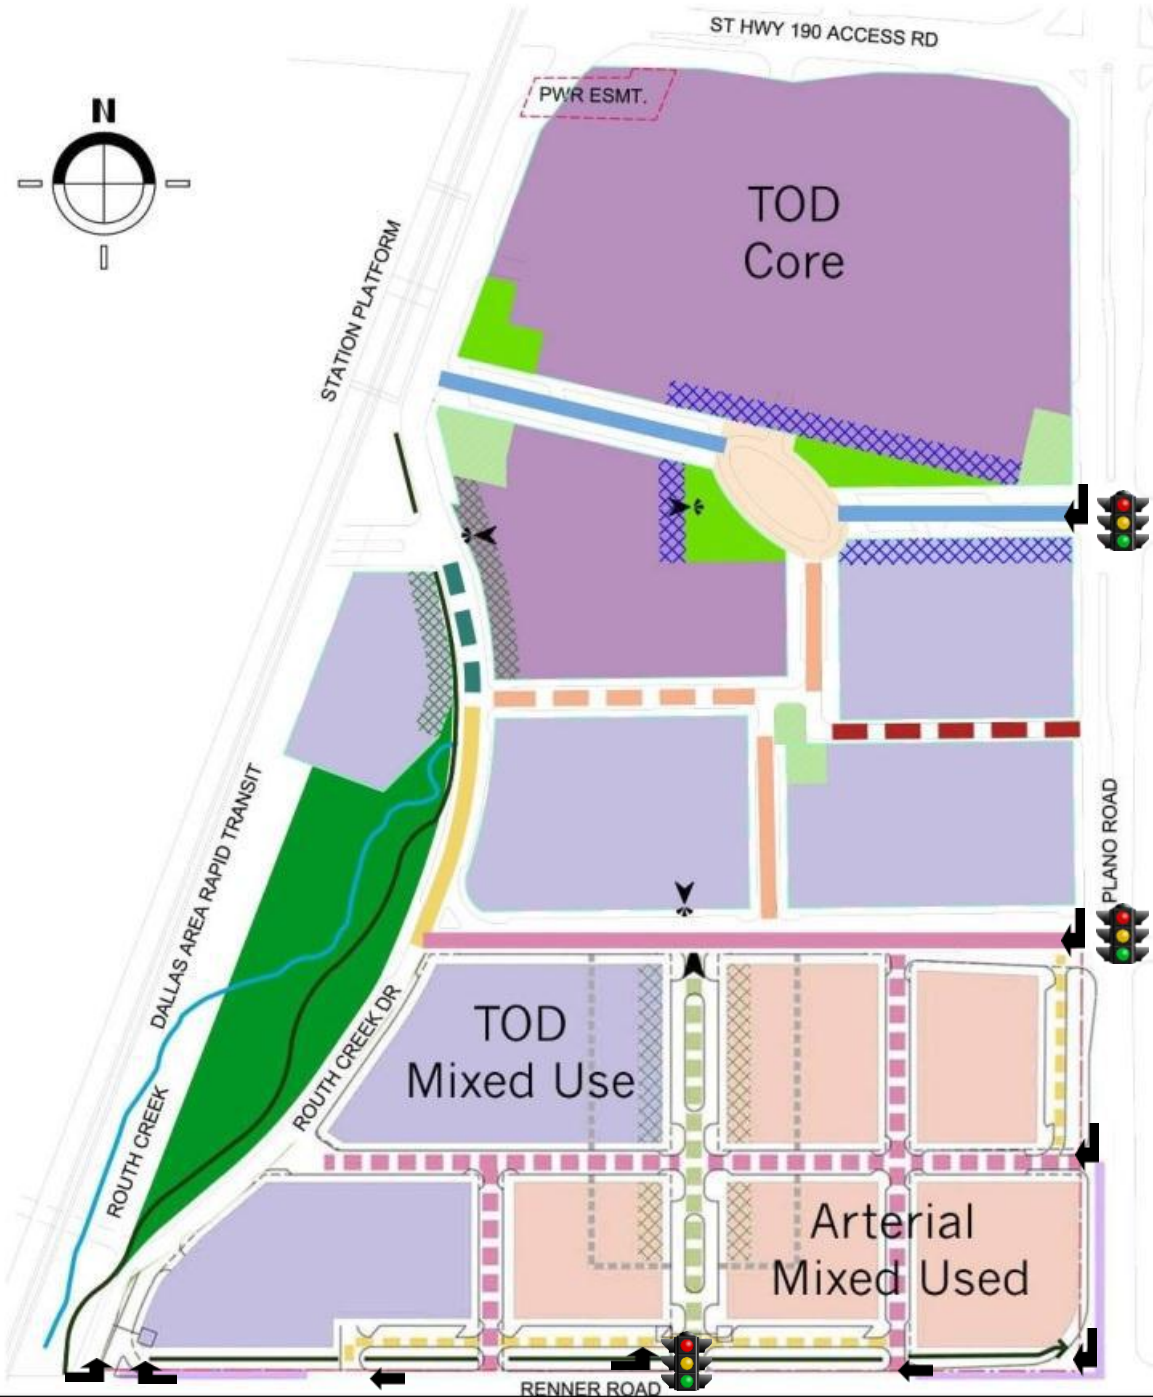 ST HWY 190 ACCESS RD
PWR ESMT.
N
TOD
Core
STATION PLATFORM
DALLAS AREA RAPID TRANSIT
PLANO ROAD
ROUTH CREEK DR
TOD
Mixed Use
ROUTH CREEK
Arterial
Mixed Used
RENNER ROAD